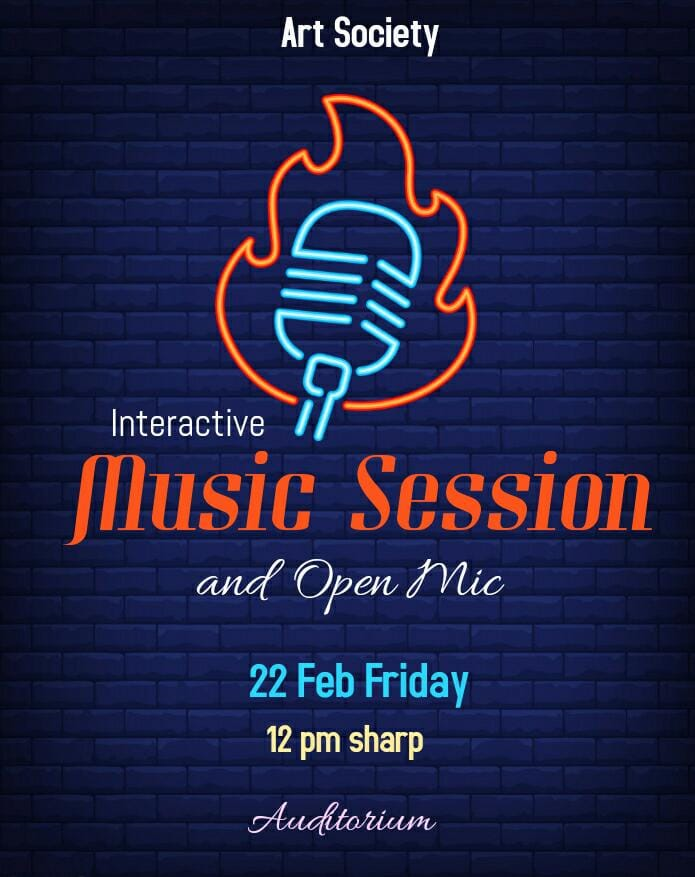 Art Society
Interactive
Music Session
and Open Mic
22 Feb Friday
12 pm sharp
Auditorium